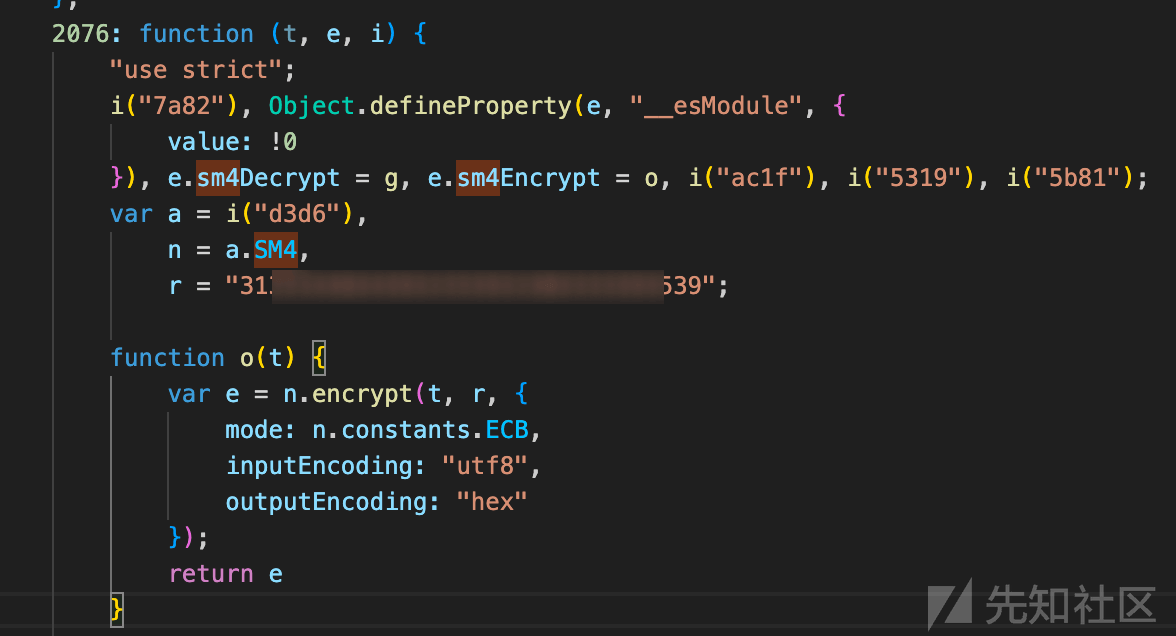 },
2076: function (t, e, i) {
"use strict";
i("7a82"), Object.defineProperty(e, "__esModule", {
value: !0
}), e.sm4Decrypt = g, e.sm4Encrypt = o, i("ac1f"), i("5319"), i("5b81");
var a = i("d3d6"),
n = a.SM4,
r = "31 539";
function o(t) {
var e = n.encrypt(t, r, {
mode: n.constants.ECB,
inputEncoding: "utf8",
outputEncoding: "hex"
});
return e
}
先知社区